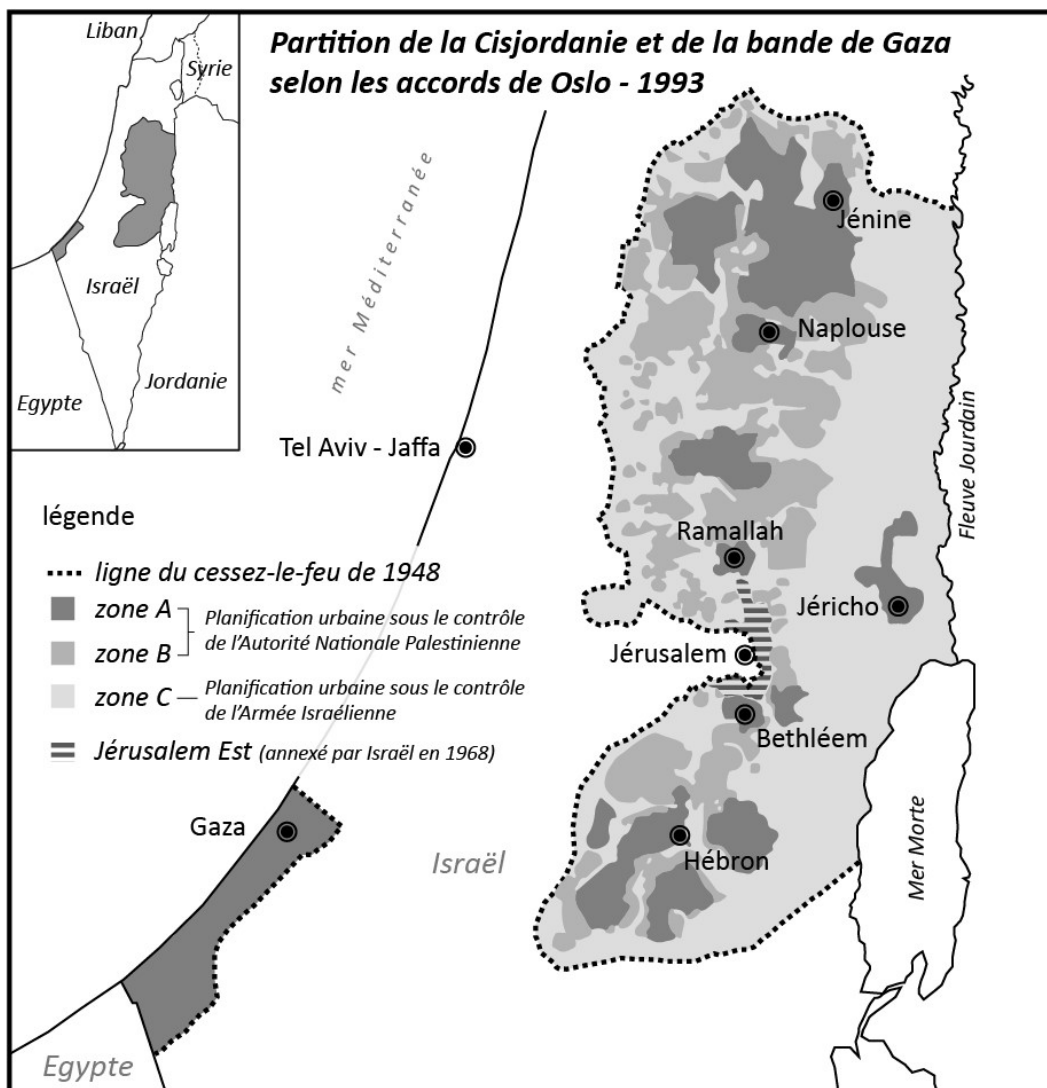 Partition de la Cisjordanie et de la bande de Gaza
selon les accords de Oslo - 1993
Liban
Syrie
Israël
Jordanie
Egypte
mer Méditerranée
Jénine
Naplouse
Fleuve Jourdain
Tel Aviv - Jaffa
légende
ligne du cessez-le-feu de 1948
zone A
zone B
Planification urbaine sous le contrôle
de l'Autorité Nationale Palestinienne
zone C
Planification urbaine sous le contrôle
de l'Armée Israélienne
Jérusalem Est (annexé par Israël en 1968)
Ramallah
Jéricho
Jérusalem
Bethléem
Gaza
Israël
Hébron
Mer Morte
Egypte